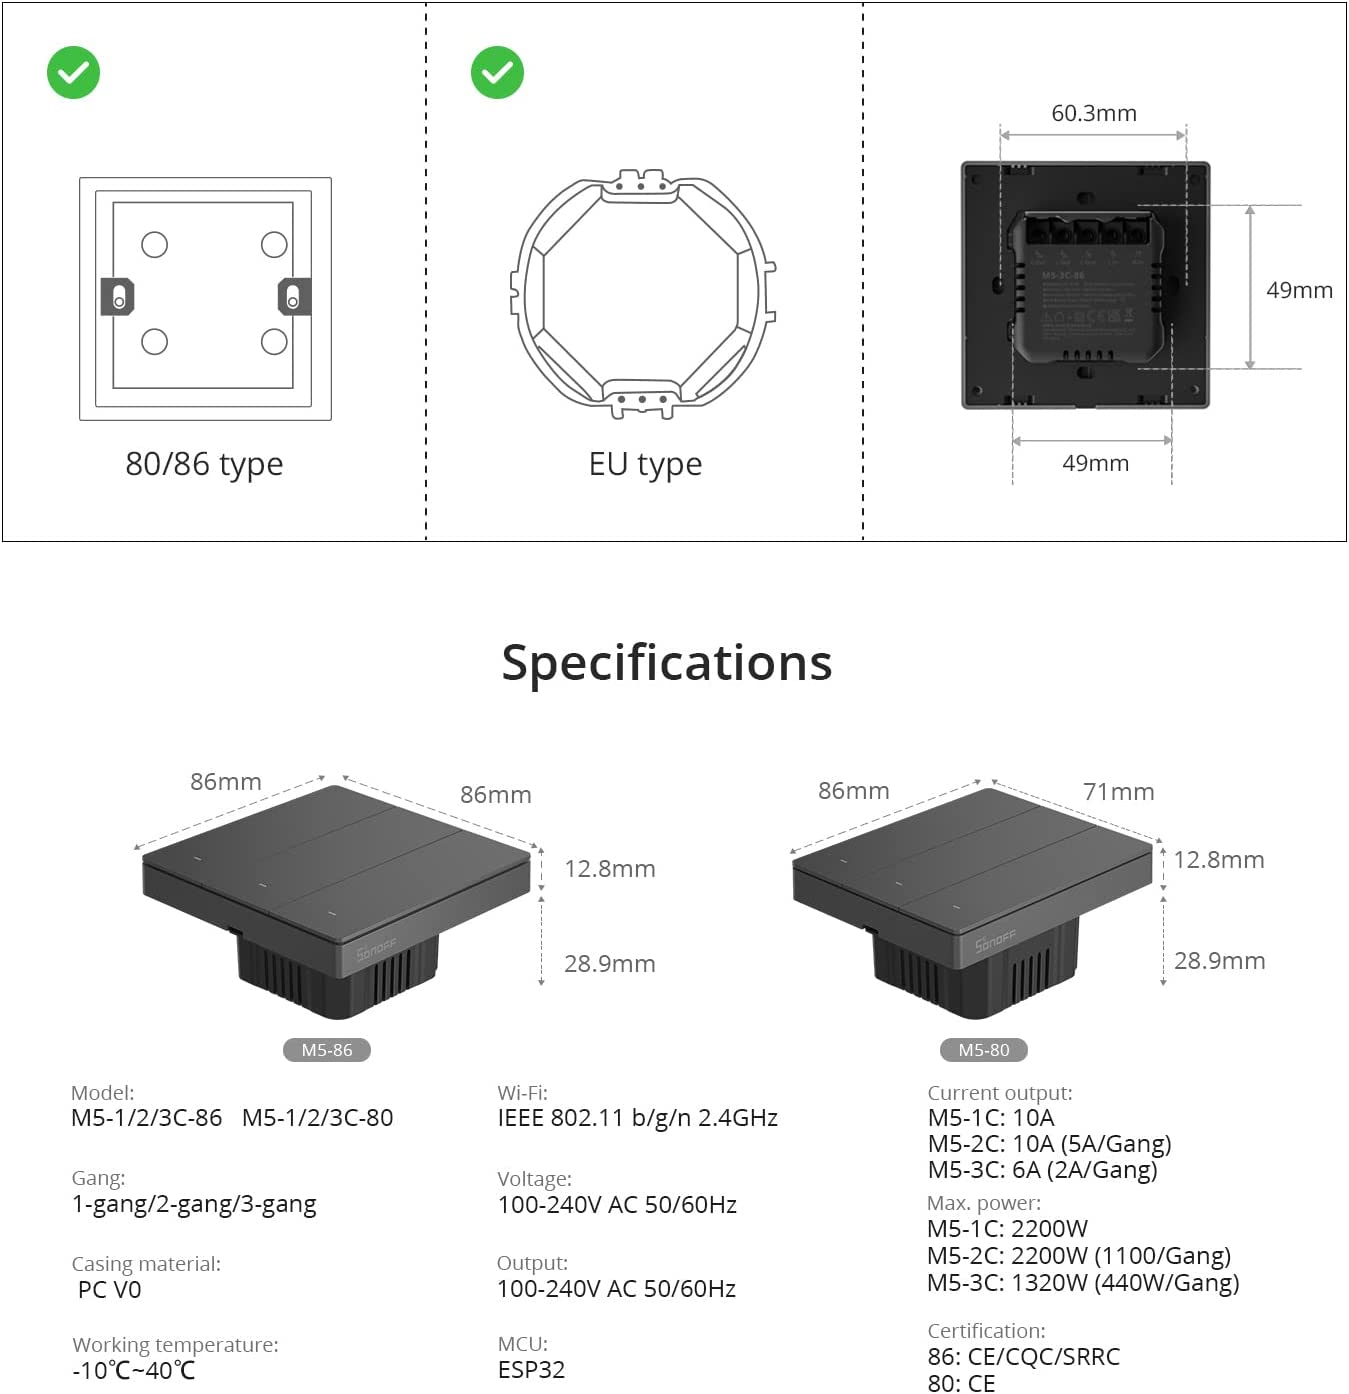 60.3mm
M5-3C-86
49mm
49mm
80/86 type
EU type
Specifications
86mm
86mm
12.8mm
28.9mm
SONOFF
M5-86
86mm
71mm
12.8mm
28.9mm
SONOFF
M5-80
Model:
M5-1/2/3C-86 M5-1/2/3C-80
Gang:
1-gang/2-gang/3-gang
Casing material:
PC V0
Working temperature:
-10℃~40℃
Wi-Fi:
IEEE 802.11 b/g/n 2.4GHz
Voltage:
100-240V AC 50/60Hz
Output:
100-240V AC 50/60Hz
MCU:
ESP32
Current output:
M5-1C: 10A
M5-2C: 10A (5A/Gang)
M5-3C: 6A (2A/Gang)
Max. power:
M5-1C: 2200W
M5-2C: 2200W (1100/Gang)
M5-3C: 1320W (440W/Gang)
Certification:
86: CE/CQC/SRRC
80: CE